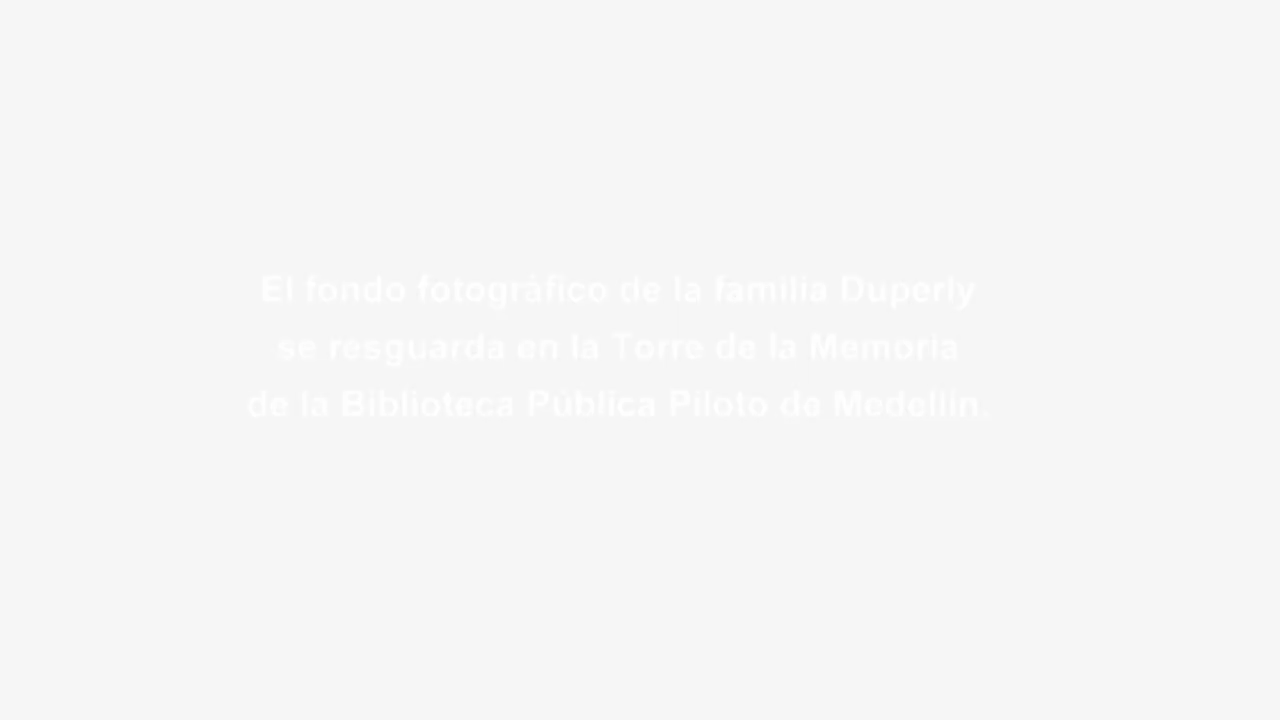 El fondo fotográfico de la familia Duperly
se resguarda en la Torre de la Memoria
de la Biblioteca Pública Piloto de Medellín.